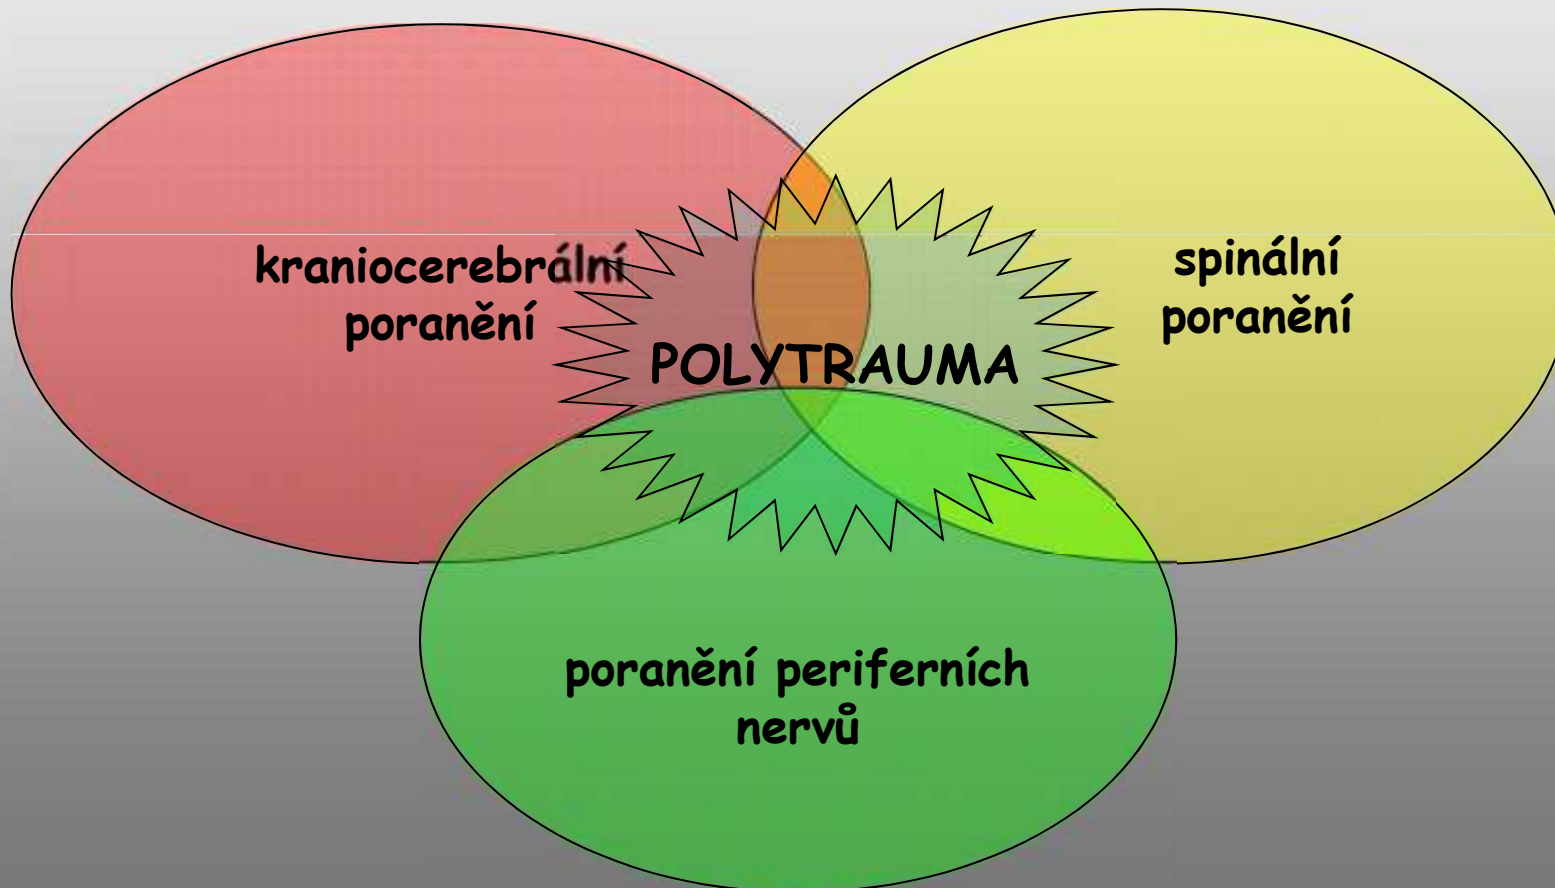 kraniocerebrální
poranění
spinální
poranění
POLYTRAUMA
poranění periferních
nervů